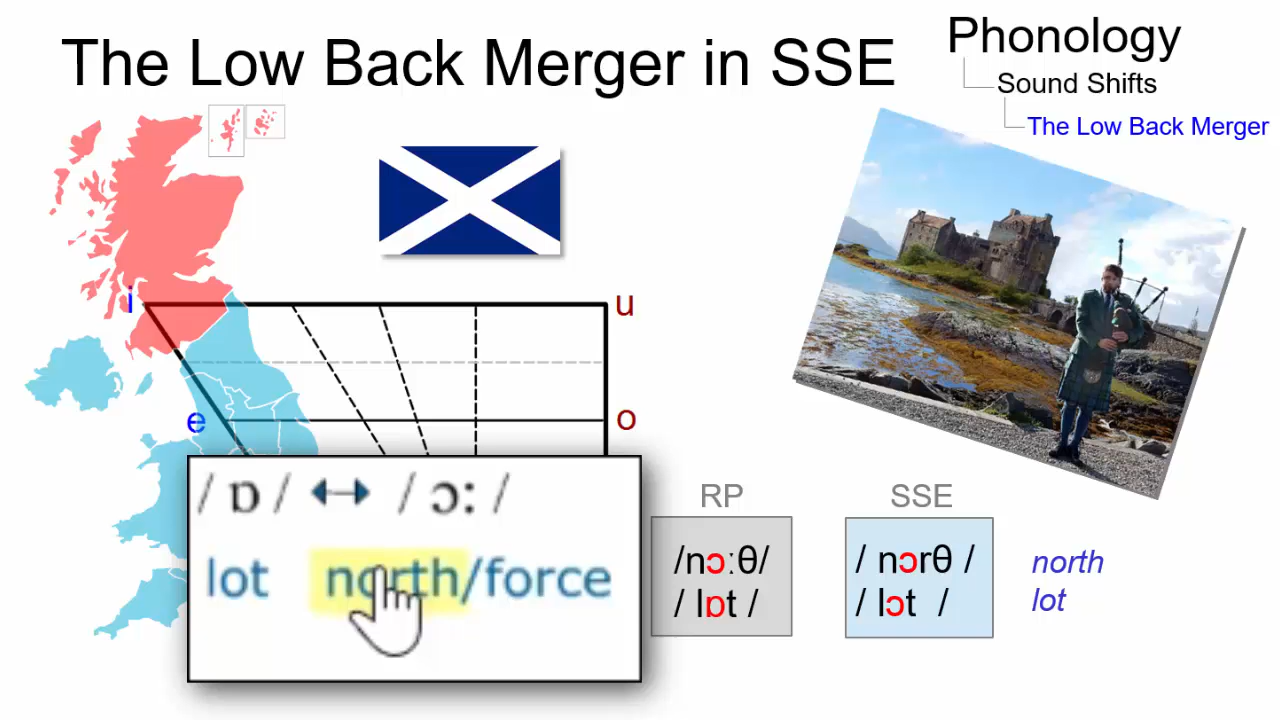 The Low Back Merger in SSE
Phonology
Sound Shifts
The Low Back Merger
i
u
e
o
/ ɒ / ↔ / ɔː /
lot north/force
RP
/nɔːθ/
/ lɒt /
SSE
/ nɔrθ /
/ lɔt /
north
lot